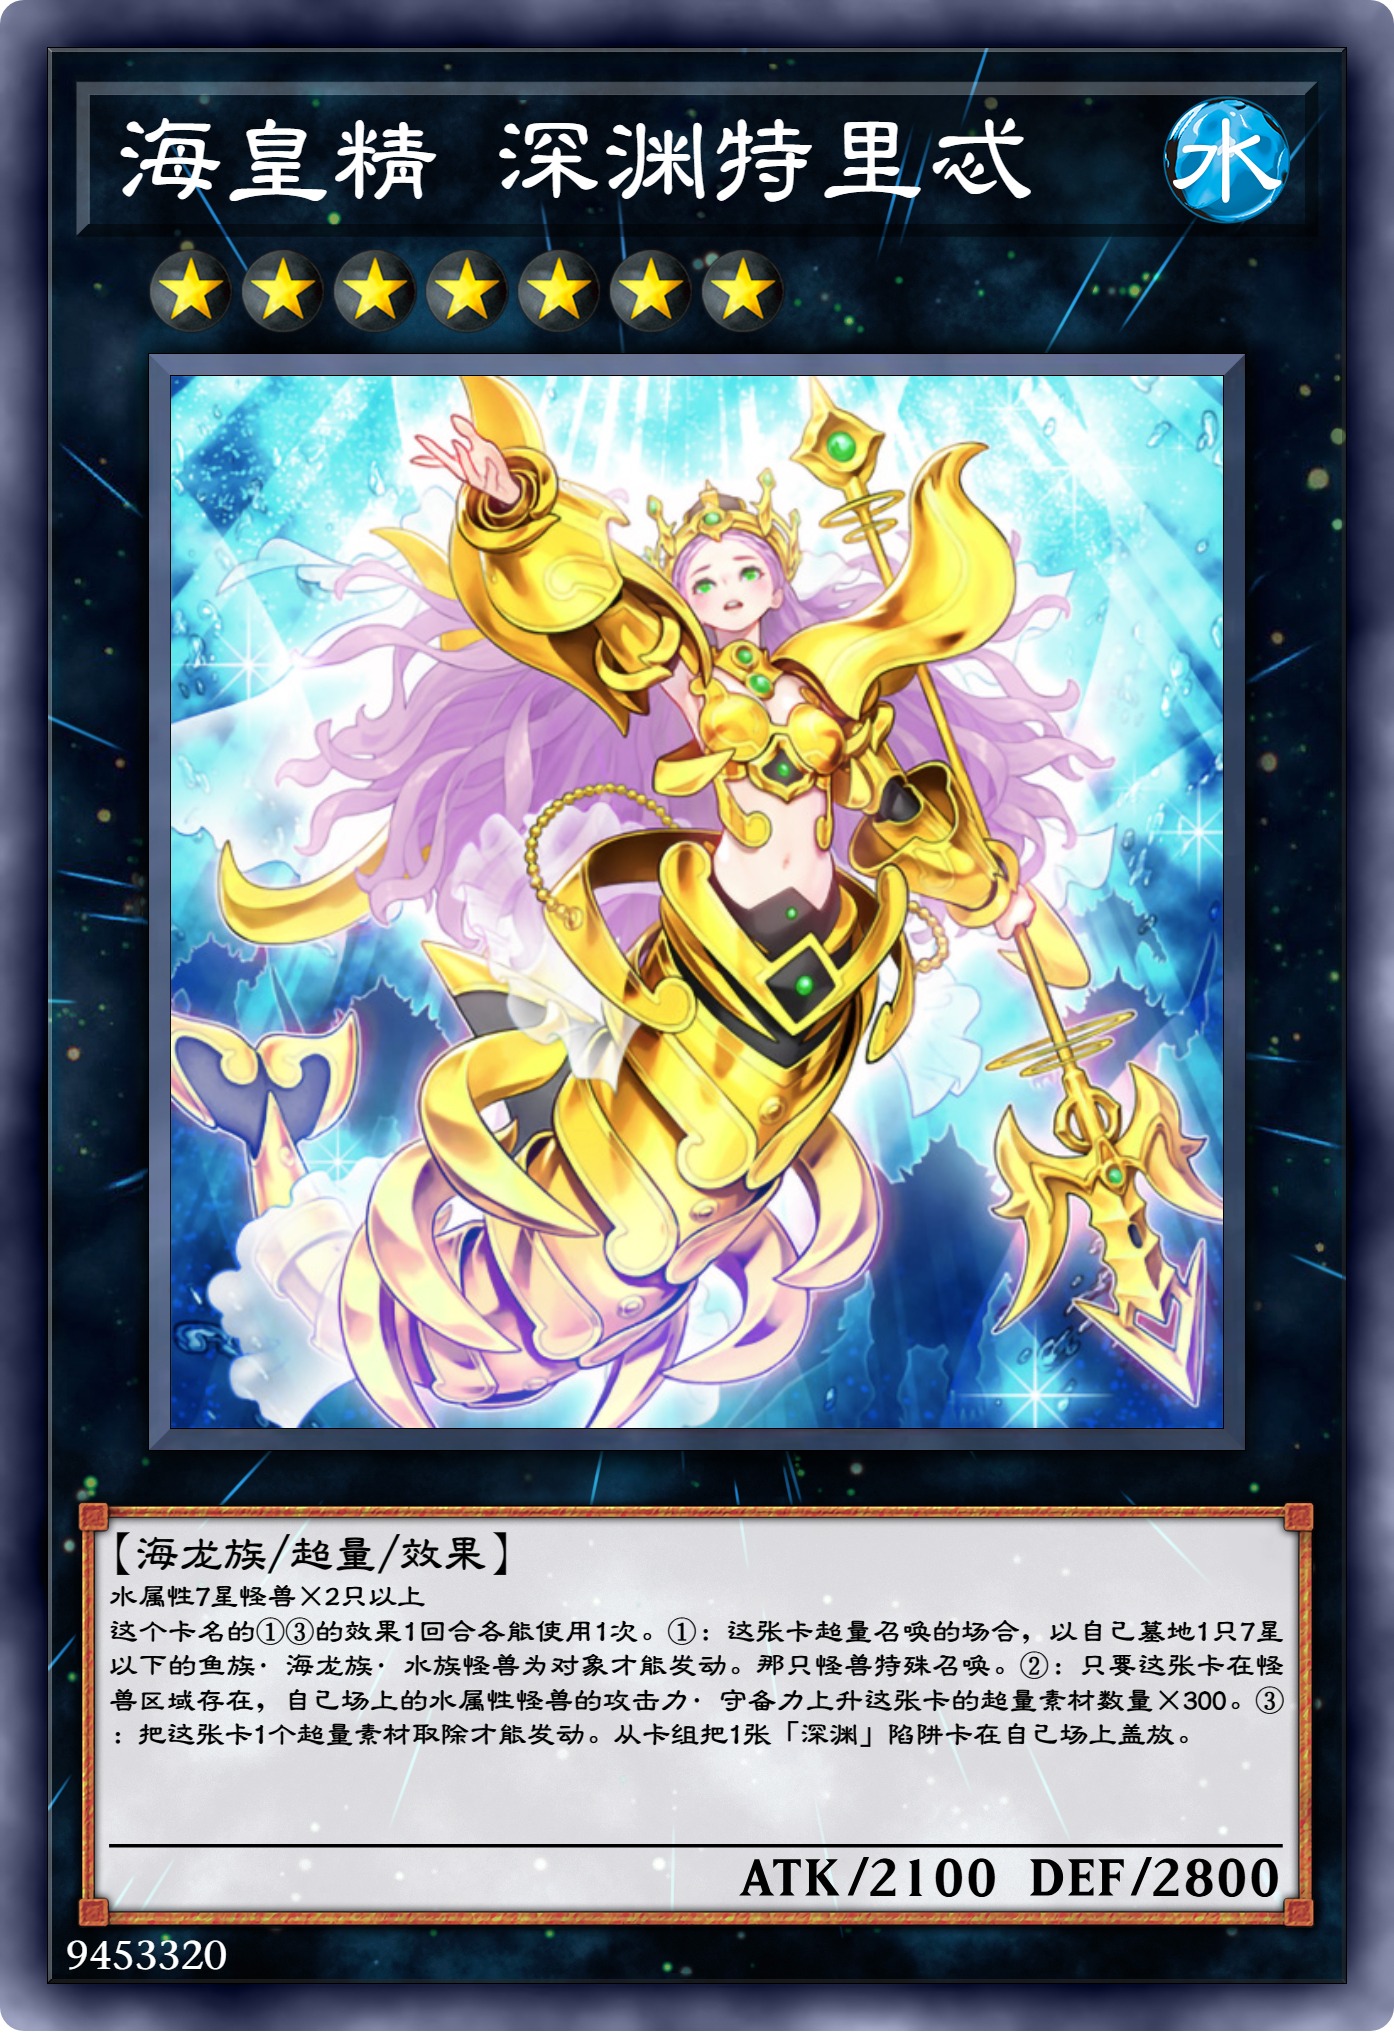 海皇精 深渊特里忒
水
【海龙族/超量/效果】
水属性7星怪兽×2只以上
这个卡名的①③的效果1回合各能使用1次。①：这张卡超量召唤的场合，以自己墓地1只7星
以下的鱼族·海龙族·水族怪兽为对象才能发动。那只怪兽特殊召唤。②：只要这张卡在怪
兽区域存在，自己场上的水属性怪兽的攻击力·守备力上升这张卡的超量素材数量×300。③
：把这张卡1个超量素材取除才能发动。从卡组把1张「深渊」陷阱卡在自己场上盖放。
ATK/2100 DEF/2800
9453320